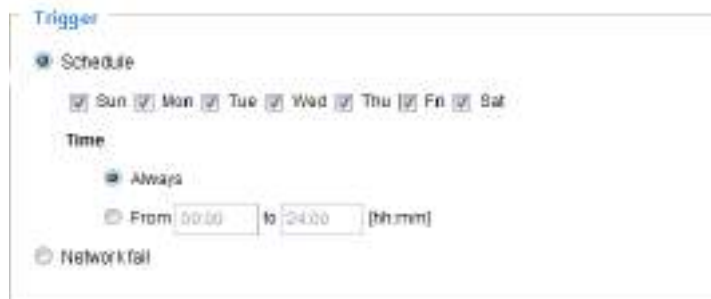 Trigger
Schedule
Sun Mon Tue Wed Thu Fri Sat
Time
Always
From 00:00 to 24:00 [hh:mm]
Network fail